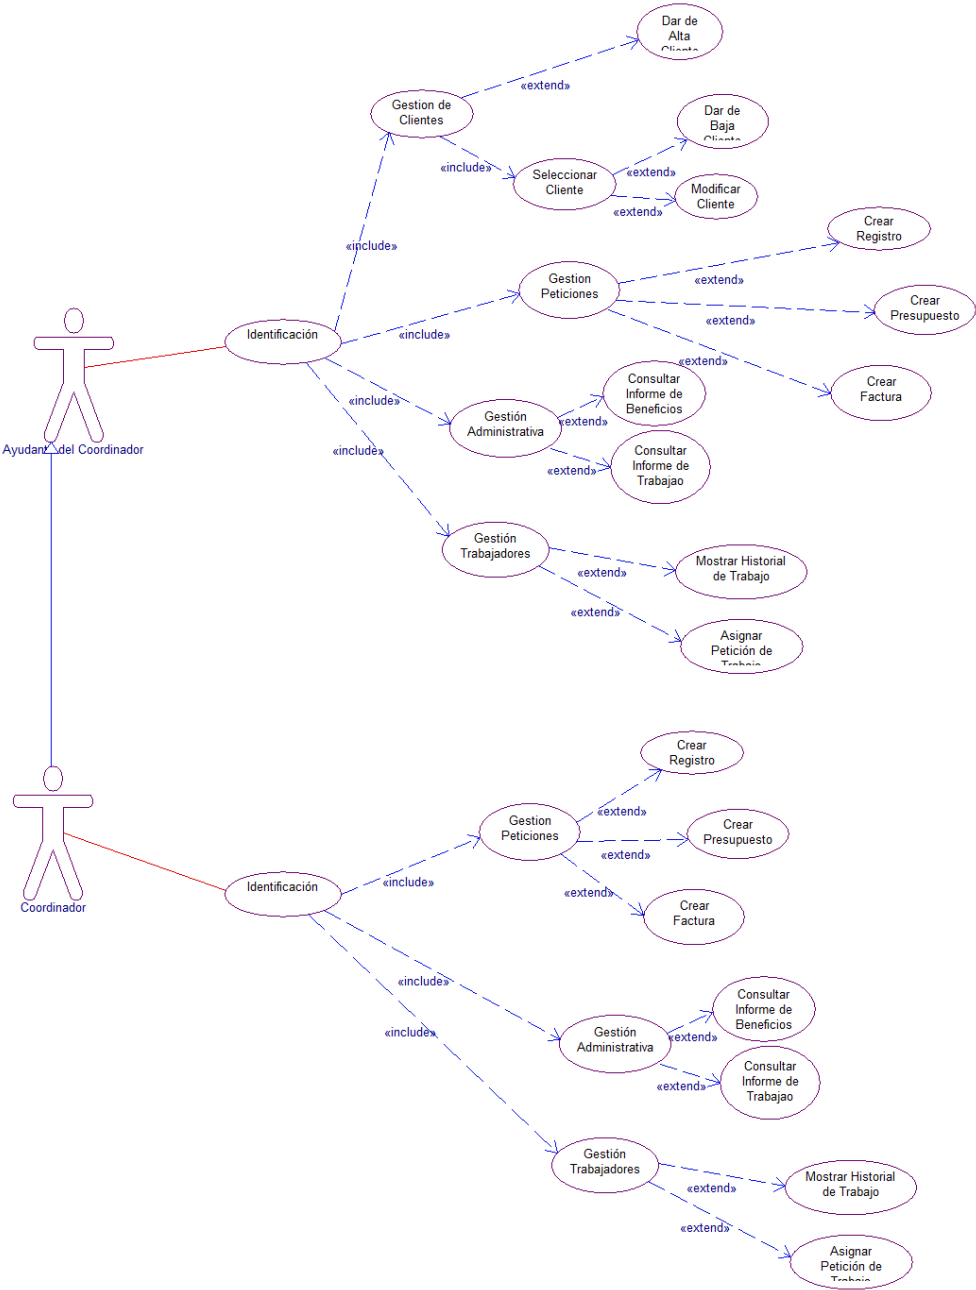 Dar de
Alta
Cliente
«extend»
Gestion de
Clientes
Dar de
Baja
Cliente
«include»
Seleccionar
Cliente
«extend»
Modificar
Cliente
«extend»
Crear
Registro
«include»
Gestion
Peticiones
«extend»
Crear
Presupuesto
«extend»
Identificación
«include»
«extend»
Crear
Factura
Consultar
Informe de
Beneficios
«include»
Gestión
Administrativa
«extend»
Ayudante del Coordinador
«include»
Consultar
Informe de
Trabajao
«extend»
Gestión
Trabajadores
Mostrar Historial
de Trabajo
«extend»
«extend»
Asignar
Petición de
Trabajo
Crear
Registro
Gestion
Peticiones
«extend»
Crear
Presupuesto
«extend»
Coordinador
Identificación
«include»
«extend»
Crear
Factura
«include»
Consultar
Informe de
Beneficios
«include»
Gestión
Administrativa
«extend»
Consultar
Informe de
Trabajao
«extend»
Gestión
Trabajadores
Mostrar Historial
de Trabajo
«extend»
«extend»
Asignar
Petición de
Trabajo